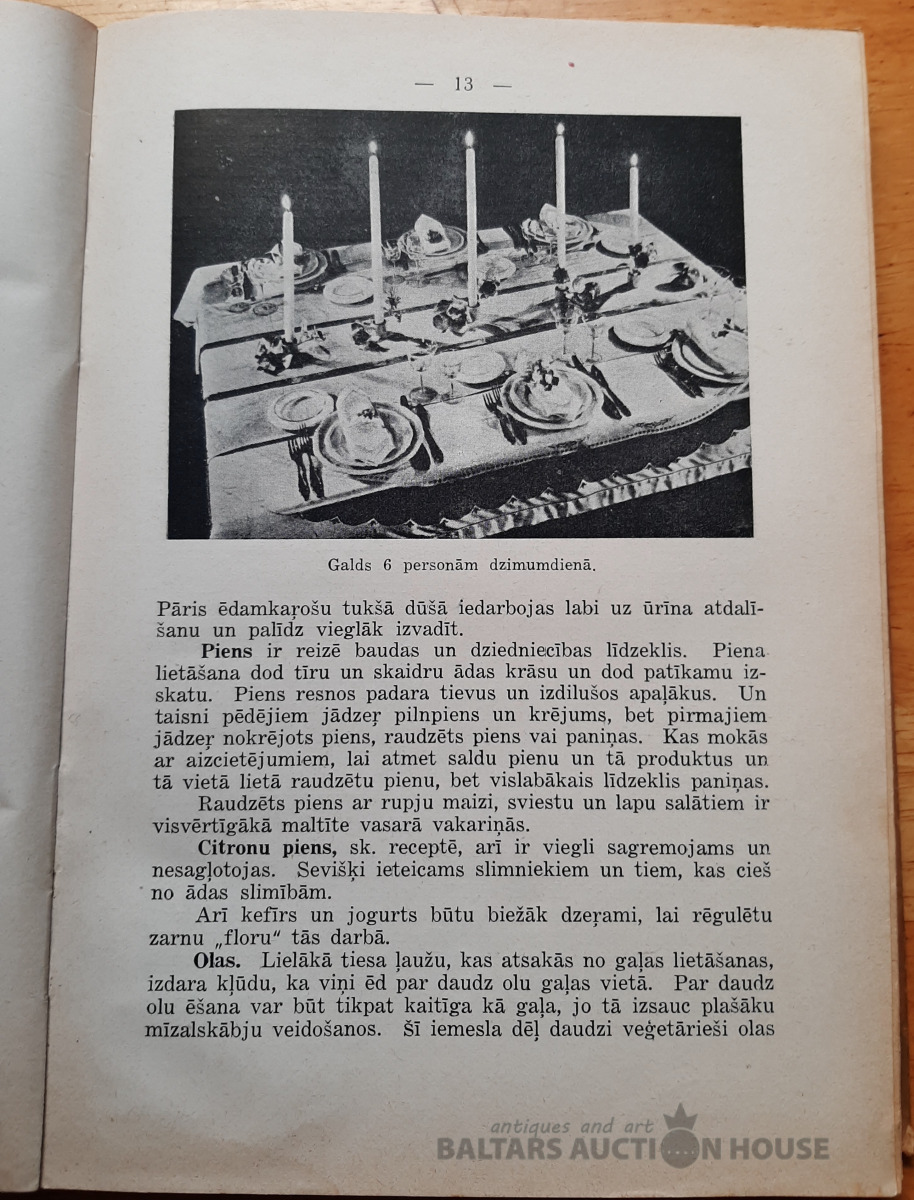 — 13 —
Galds 6 personām dzimumdienā.
Pāris ēdamkaŗošu tukšā dūšā iedarbojas labi uz ūrīna atdalī-
šanu un palīdz vieglāk izvadīt.
Piens ir reizē baudas un dziedniecības līdzeklis. Piena
lietāšana dod tīru un skaidru ādas krāsu un dod patīkamu iz-
skatu. Piens resnos padara tievus un izdilušos apaļākus. Un
taisni pēdējiem jādzeŗ pilnpiens un krējums, bet pirmajiem
jādzeŗ nokrējots piens, raudzēts piens vai paniņas. Kas mokās
ar aizcietējumiem, lai atmet saldu pienu un tā produktus un
tā vietā lietā raudzētu pienu, bet vislabākais līdzeklis paniņas.
Raudzēts piens ar rupju maizi, sviestu un lapu salātiem ir
visvērtīgākā maltīte vasarā vakariņās.
Citronu piens, sk. receptē, arī ir viegli sagremojams un
nesagļotojas. Sevišķi ieteicams slimniekiem un tiem, kas cieš
no ādas slimībām.
Arī kefīrs un jogurts būtu biežāk dzeŗami, lai rēgulētu
zarnu „floru" tās darbā.
Olas. Lielākā tiesa ļaužu, kas atsakās no gaļas lietāšanas,
izdara kļūdu, ka viņi ēd par daudz olu gaļas vietā. Par daudz
olu ēšana var būt tikpat kaitīga kā gaļa, jo tā izsauc plašāku
mīzalskābju veidošanos. Šī iemesla dēļ daudzi veģetārieši olas
antiques and art
BALTARS AUCTION HOUSE